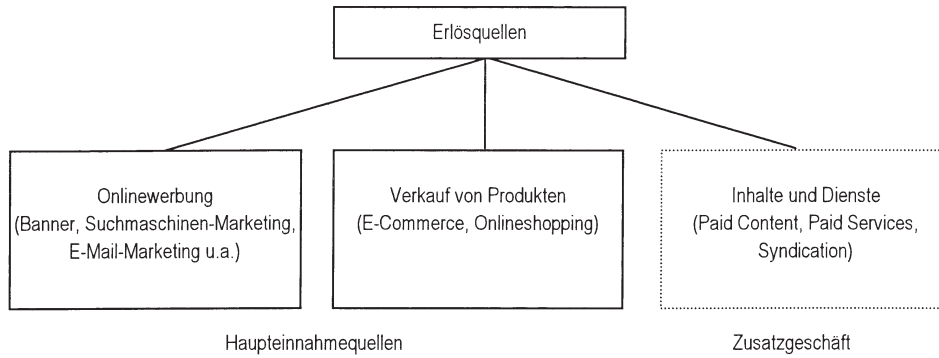 Erlösquellen
Onlinewerbung
(Banner, Suchmaschinen-Marketing,
E-Mail-Marketing u.a.)
Verkauf von Produkten
(E-Commerce, Onlineshopping)
Inhalte und Dienste
(Paid Content, Paid Services,
Syndication)
Haupteinnahmequellen
Zusatzgeschäft